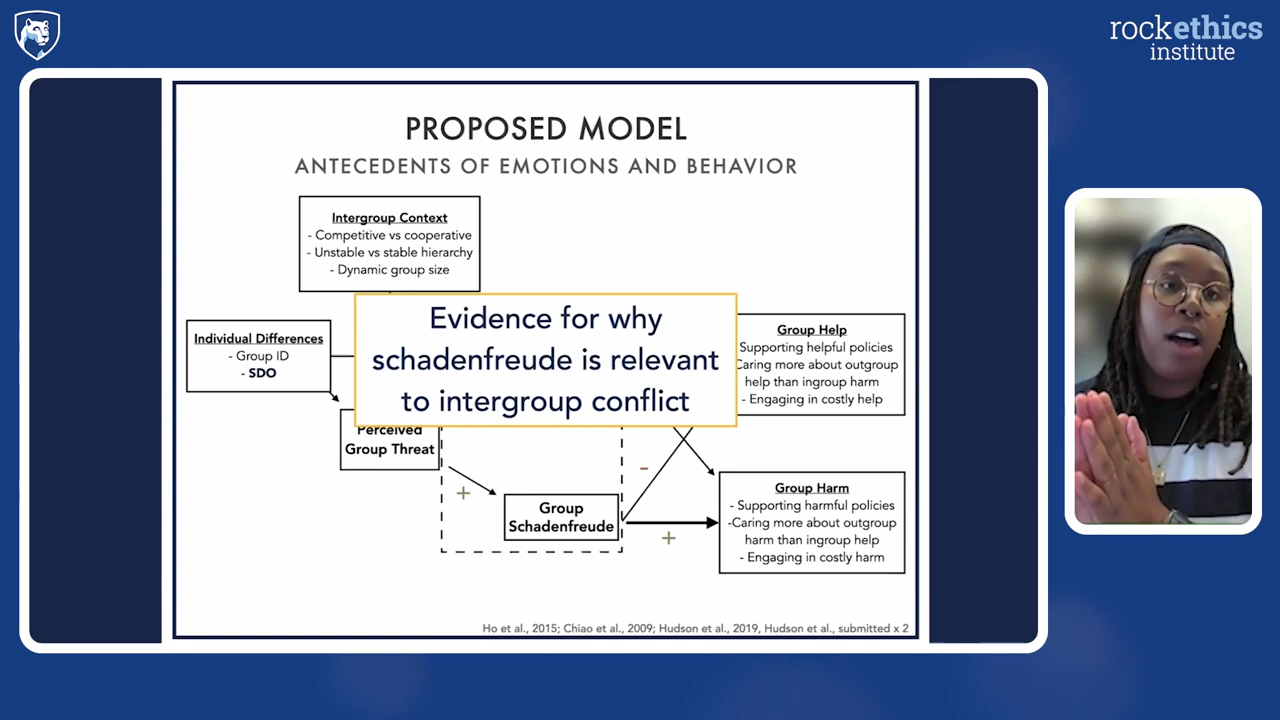 rockethics
institute
PROPOSED MODEL
ANTECEDENTS OF EMOTIONS AND BEHAVIOR
Intergroup Context
- Competitive vs cooperative
- Unstable vs stable hierarchy
- Dynamic group size
Individual Differences
- Group ID
- SDO
Evidence for why
schadenfreude is relevant
to intergroup conflict
Group Help
Supporting helpful policies
Caring more about outgroup
help than ingroup harm
- Engaging in costly help
Perceived
Group Threat
+
Group
Schadenfreude
-
+
Group Harm
- Supporting harmful policies
-Caring more about outgroup
harm than ingroup help
- Engaging in costly harm
Ho et al., 2015; Chiao et al., 2009; Hudson et al., 2019, Hudson et al., submitted x 2